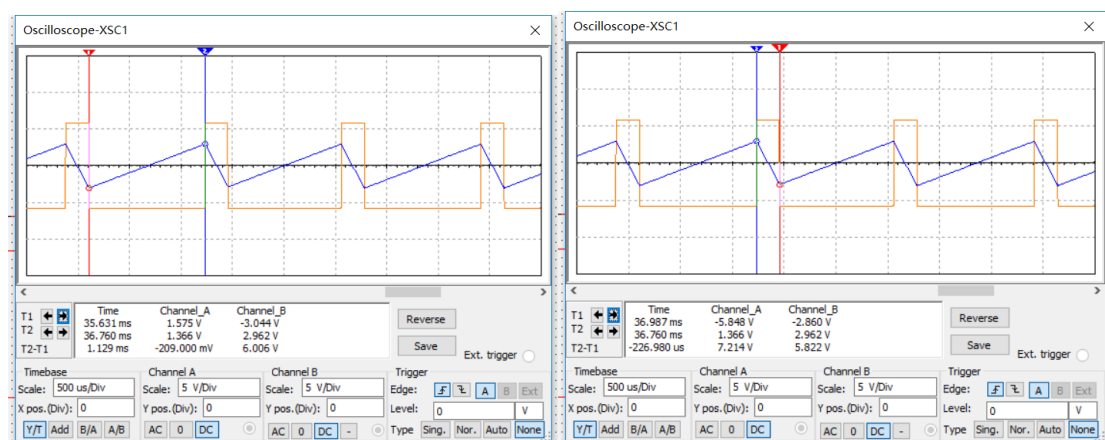 Oscilloscope-XSC1
1
2
T1
T2
T2-T1
Time Channel_A Channel_B
35.631 ms 1.575 V -3.044 V
36.760 ms 1.366 V 2.962 V
1.129 ms -209.000 mV 6.006 V
Reverse
Save
Ext. trigger
Timebase
Scale: 500 us/Div
X pos.(Div): 0
Y/T Add B/A A/B
Channel A
Scale: 5 V/Div
Y pos.(Div): 0
AC 0 DC
Channel B
Scale: 5 V/Div
Y pos.(Div): 0
AC 0 DC -
Trigger
Edge: A B Ext
Level: 0 V
Type Sing. Nor. Auto None
Oscilloscope-XSC1
2
1
T1
T2
T2-T1
Time Channel_A Channel_B
36.987 ms -5.848 V -2.860 V
36.760 ms 1.366 V 2.962 V
-226.980 us 7.214 V 5.822 V
Reverse
Save
Ext. trigger
Timebase
Scale: 500 us/Div
X pos.(Div): 0
Y/T Add B/A A/B
Channel A
Scale: 5 V/Div
Y pos.(Div): 0
AC 0 DC
Channel B
Scale: 5 V/Div
Y pos.(Div): 0
AC 0 DC -
Trigger
Edge: A B Ext
Level: 0 V
Type Sing. Nor. Auto None